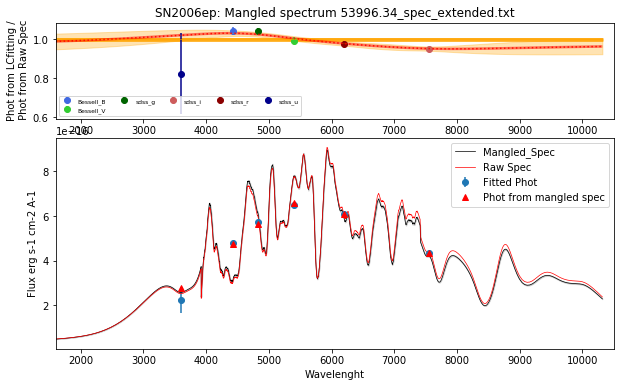 SN2006ep: Mangled spectrum 53996.34_spec_extended.txt
Phot from LCfitting /
Phot from Raw Spec
1.0
0.8
0.6
Bessell_B sdss_g sdss_i sdss_r sdss_u
Bessell_V
2000 3000 4000 5000 6000 7000 8000 9000 10000
Flux erg s-1 cm-2 A-1
8
6
4
2
Mangled_Spec
Raw Spec
Fitted Phot
Phot from mangled spec
2000 3000 4000 5000 6000 7000 8000 9000 10000
Wavelenght